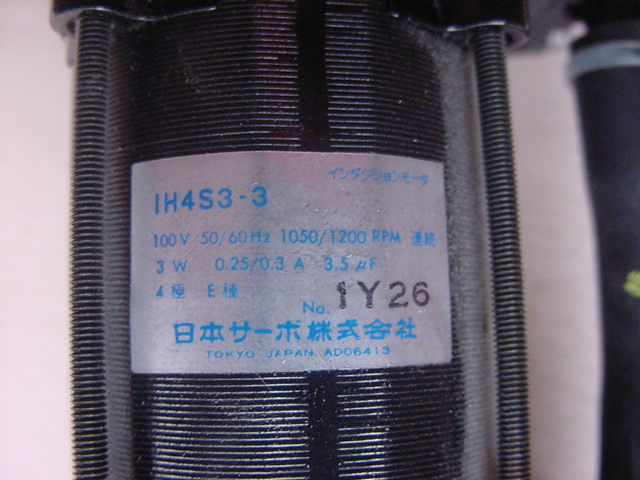 インダクションモータ
IH4S3-3
100V 50/60Hz 1050/1200 RPM 連続
3 W 0.25/0.3 A 3.5 μF
4極 E種
No. 1Y26
日本サーボ株式会社
TOKYO JAPAN ADD6413